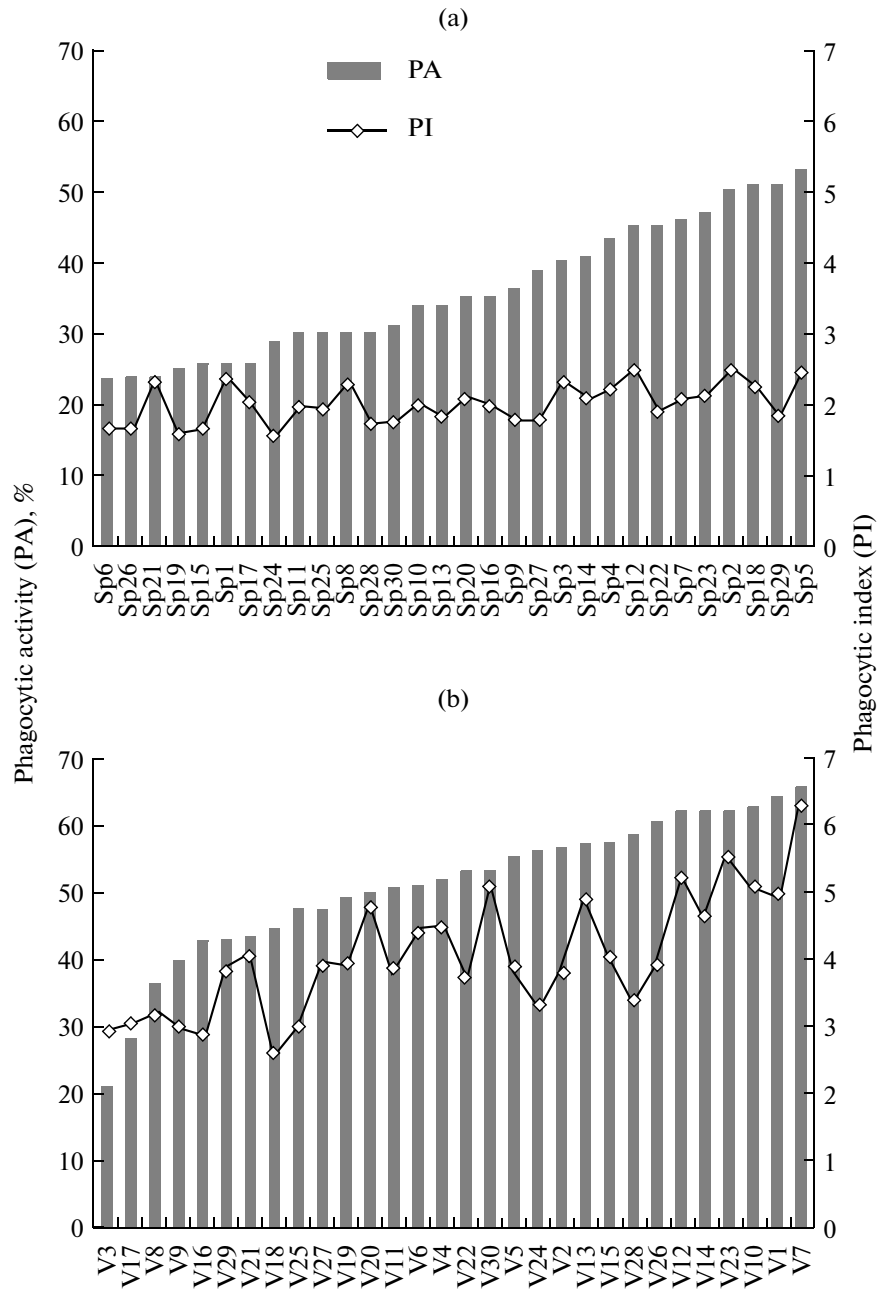 (a)
70
60
50
40
30
20
10
0
PA
PI
7
6
5
4
3
2
1
0
Sp6
Sp26
Sp21
Sp19
Sp15
Sp1
Sp17
Sp24
Sp11
Sp25
Sp8
Sp28
Sp30
Sp10
Sp13
Sp20
Sp16
Sp9
Sp27
Sp3
Sp14
Sp4
Sp12
Sp22
Sp7
Sp23
Sp2
Sp18
Sp29
Sp5
Phagocytic activity (PA), %
Phagocytic index (PI)
(b)
70
60
50
40
30
20
10
0
7
6
5
4
3
2
1
0
V3
V17
V8
V9
V16
V29
V21
V18
V25
V27
V19
V20
V11
V6
V4
V22
V30
V5
V24
V2
V13
V15
V28
V26
V12
V14
V23
V10
V1
V7